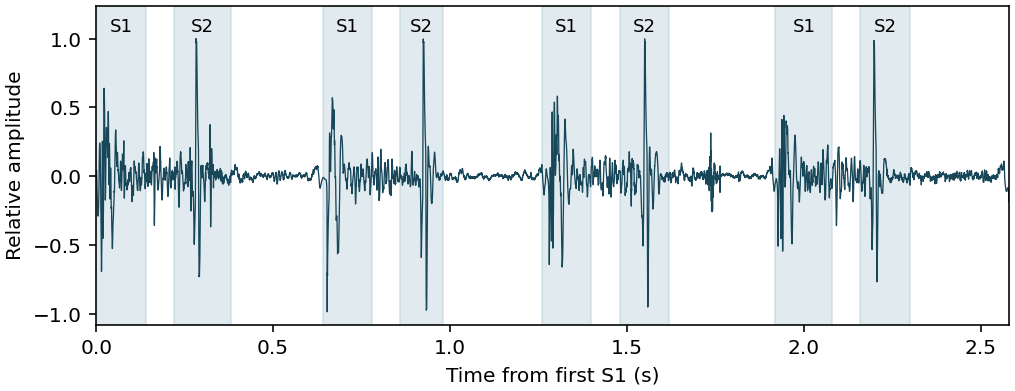 S1 S2 S1 S2 S1 S2 S1 S2
1.0
0.5
0.0
−0.5
−1.0
Relative amplitude
0.0 0.5 1.0 1.5 2.0 2.5
Time from first S1 (s)